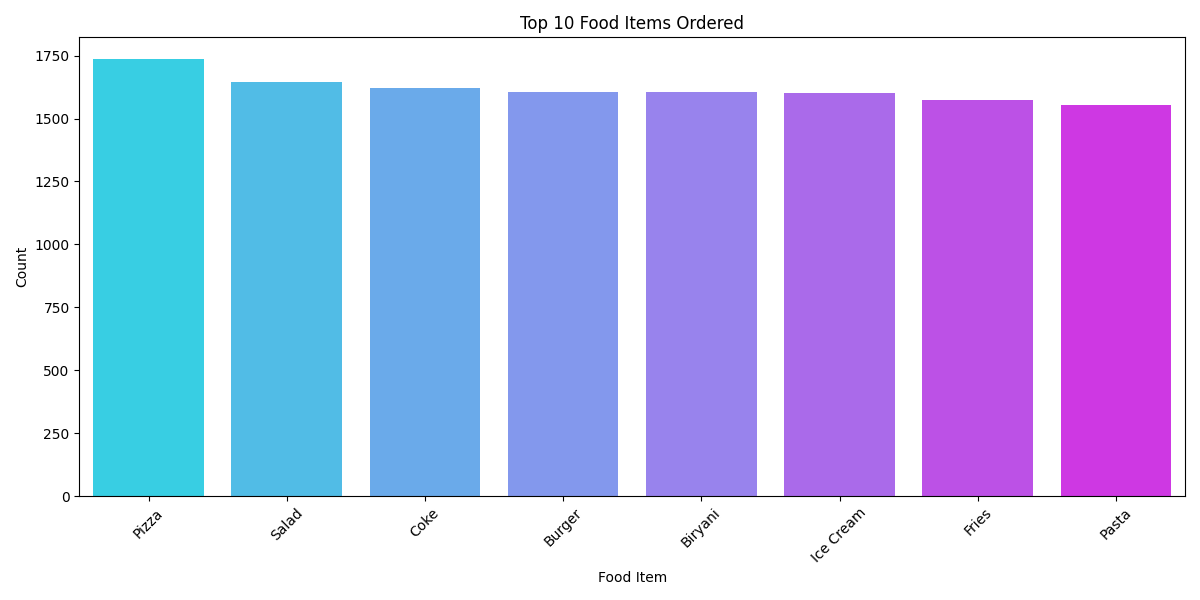 Top 10 Food Items Ordered
1750
1500
1250
1000
750
500
250
0
Count
Pizza
Salad
Coke
Burger
Biryani
Ice Cream
Fries
Pasta
Food Item